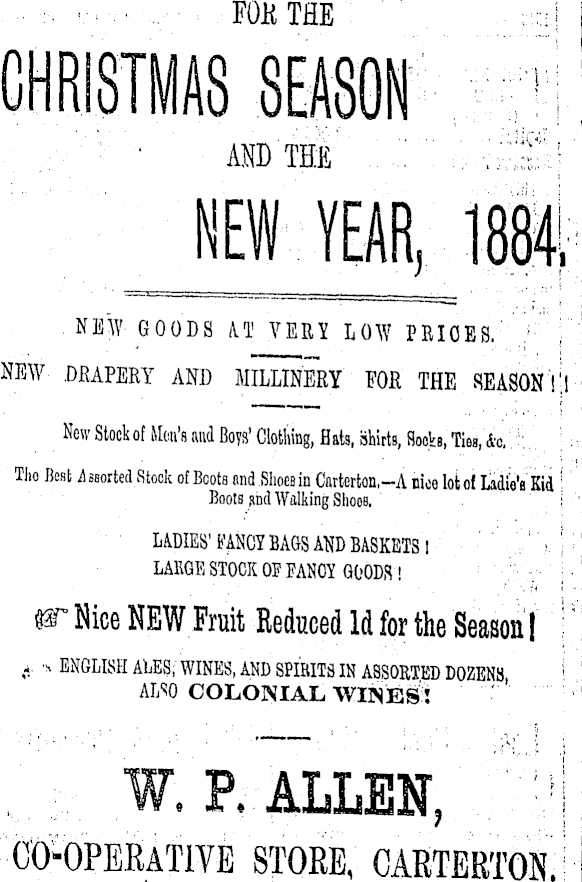 FOR THE
CHRISTMAS SEASON
AND THE
NEW YEAR, 1884.
NEW GOODS AT VERY LOW PRICES.
NEW DRAPERY AND MILLINERY FOR THE SEASON!!
New Stock of Men's and Boys' Clothing, Hats, Shirts, Socks, Ties, &c.
The Best Assorted Stock of Boots and Shoes in Carterton.—A nice lot of Ladie's Kid
Boots and Walking Shoes.
LADIES' FANCY BAGS AND BASKETS!
LARGE STOCK OF FANCY GOODS!
☞ Nice NEW Fruit Reduced 1d for the Season!
ENGLISH ALES, WINES, AND SPIRITS IN ASSORTED DOZENS,
ALSO COLONIAL WINES!
W. P. ALLEN,
CO-OPERATIVE STORE, CARTERTON.